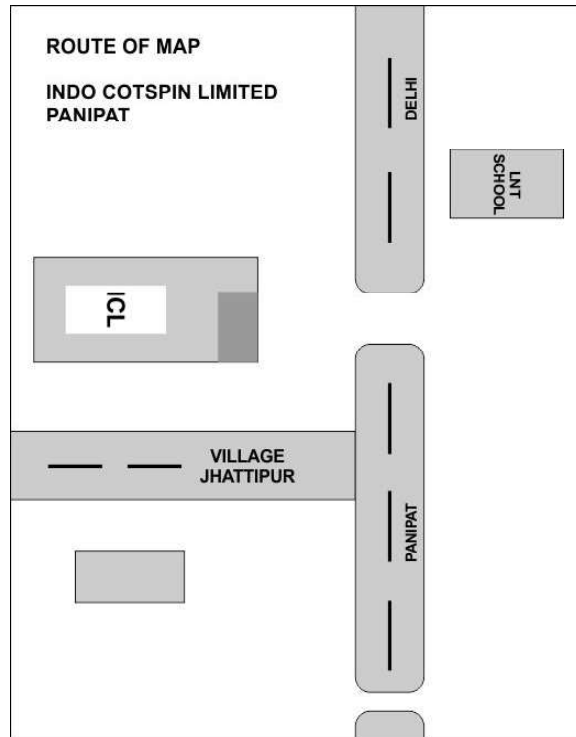 ROUTE OF MAP
INDO COTSPIN LIMITED
PANIPAT
DELHI
LNT
SCHOOL
ICL
VILLAGE
JHATTIPUR
PANIPAT